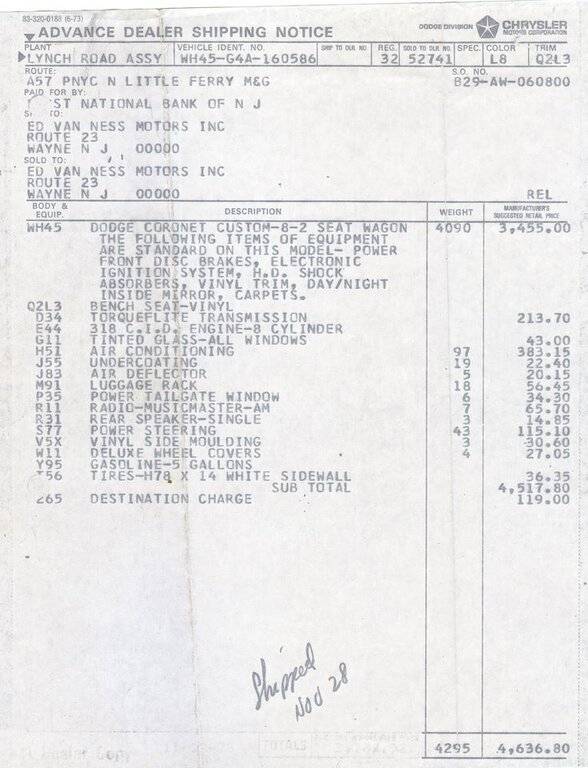 83-320-0188 (6-73)
ADVANCE DEALER SHIPPING NOTICE
DODGE DIVISION CHRYSLER MOTORS CORPORATION
PLANT VEHICLE IDENT. NO. SHIP TO DLR NO. REG. SOLD TO DLR. NO. SPEC. COLOR TRIM
LYNCH ROAD ASSY WH45-G4A-160586 32 52741 L8 Q2L3
ROUTE: S.O. NO.
A57 PNYC N LITTLE FERRY M&G B29-AW-060800
PAID FOR BY:
ST NATIONAL BANK OF N J
TO:
ED VAN NESS MOTORS INC
ROUTE 23
WAYNE N J 00000
SOLD TO:
ED VAN NESS MOTORS INC
ROUTE 23
WAYNE N J 00000 REL
BODY & EQUIP. DESCRIPTION WEIGHT MANUFACTURER'S SUGGESTED RETAIL PRICE
WH45 DODGE CORONET CUSTOM-8-2 SEAT WAGON 4090 3,455.00
THE FOLLOWING ITEMS OF EQUIPMENT
ARE STANDARD ON THIS MODEL- POWER
FRONT DISC BRAKES, ELECTRONIC
IGNITION SYSTEM, H.D. SHOCK
ABSORBERS, VINYL TRIM, DAY/NIGHT
INSIDE MIRROR, CARPETS.
Q2L3 BENCH SEAT-VINYL
D34 TORQUEFLITE TRANSMISSION 213.70
E44 318 C.I.D. ENGINE-8 CYLINDER
G11 TINTED GLASS-ALL WINDOWS 43.00
H51 AIR CONDITIONING 97 383.15
J55 UNDERCOATING 19 22.40
J83 AIR DEFLECTOR 5 20.15
M91 LUGGAGE RACK 18 56.45
P35 POWER TAILGATE WINDOW 6 34.30
R11 RADIO-MUSICMASTER-AM 7 65.70
R31 REAR SPEAKER-SINGLE 3 14.85
S77 POWER STEERING 43 115.10
V5X VINYL SIDE MOULDING 3 30.60
W11 DELUXE WHEEL COVERS 4 27.05
Y95 GASOLINE-5 GALLONS
T56 TIRES-H78 X 14 WHITE SIDEWALL 36.35
SUB TOTAL 4,517.80
265 DESTINATION CHARGE 119.00
Shipped
Nov 28
TOTALS
4295 4,636.80